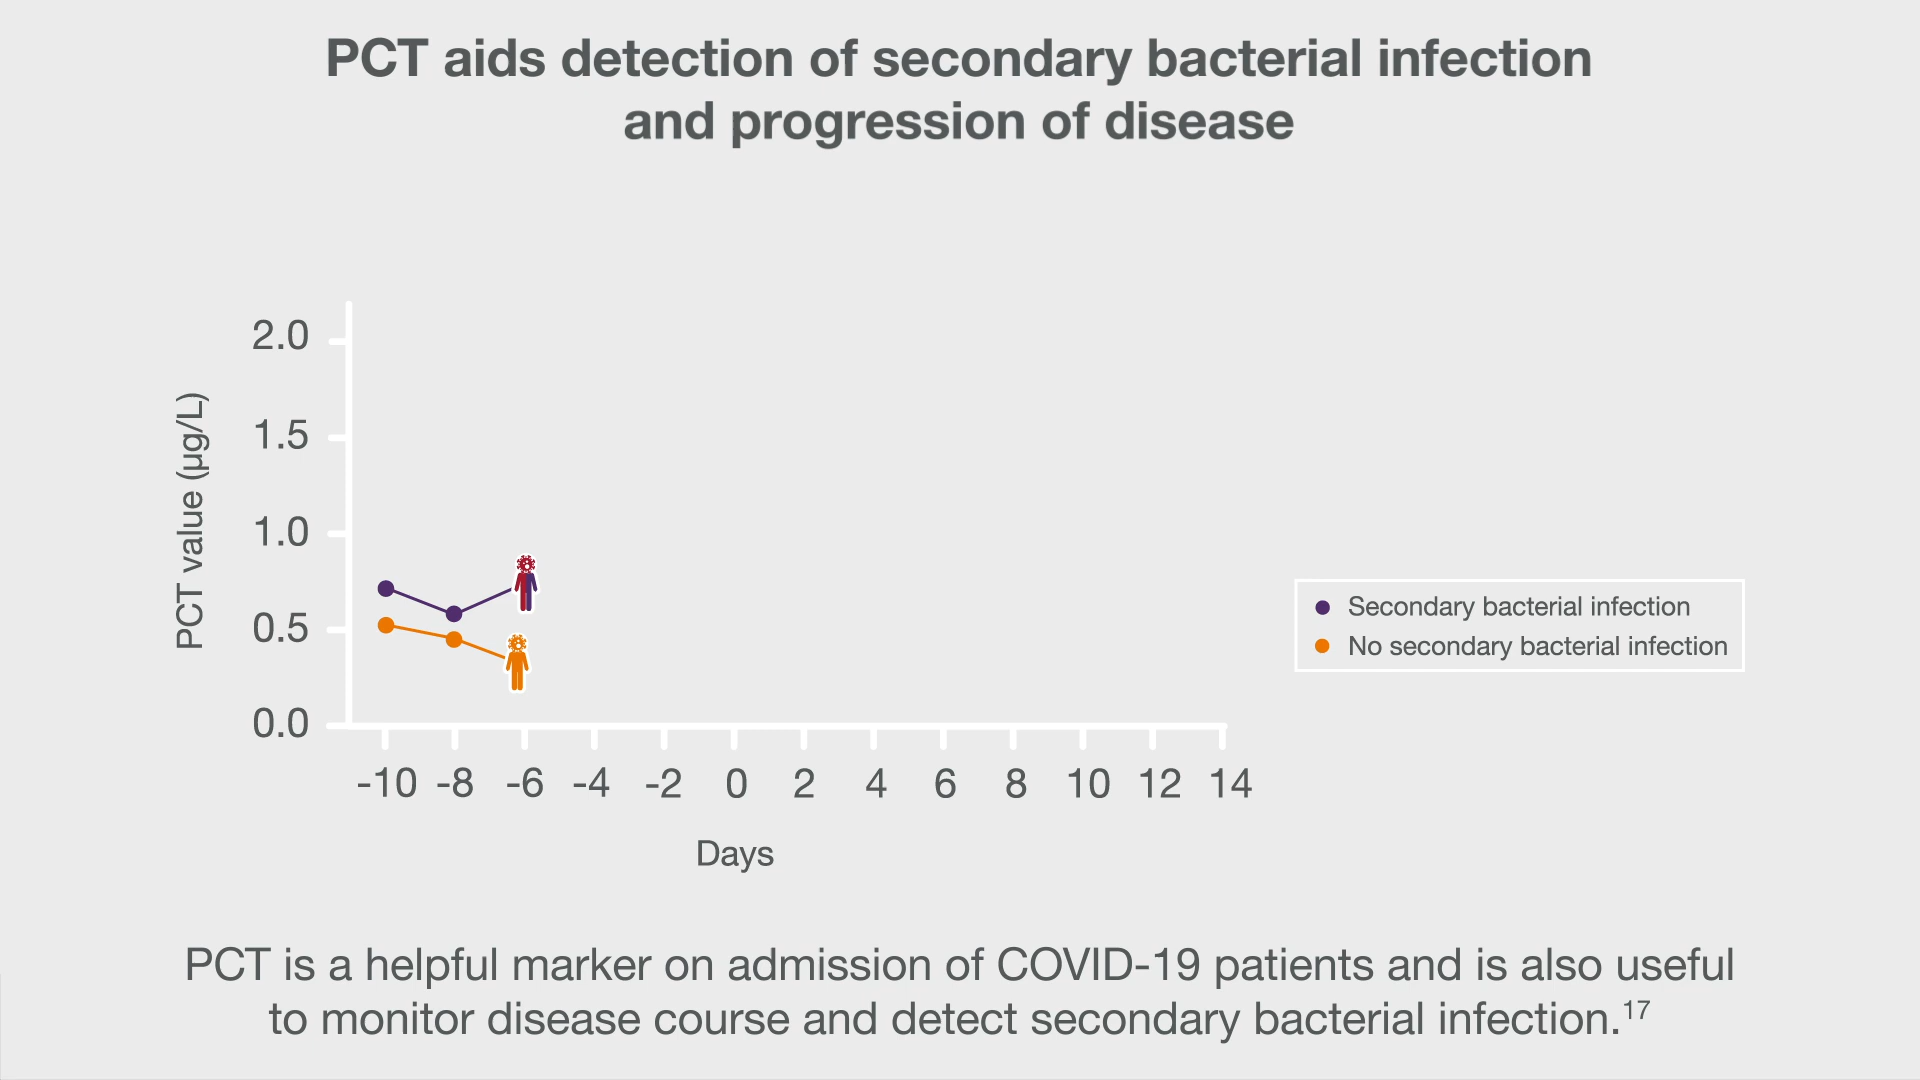 PCT aids detection of secondary bacterial infection
and progression of disease
PCT value (µg/L)
2.0
1.5
1.0
0.5
0.0
-10 -8 -6 -4 -2 0 2 4 6 8 10 12 14
Days
Secondary bacterial infection
No secondary bacterial infection
PCT is a helpful marker on admission of COVID-19 patients and is also useful
to monitor disease course and detect secondary bacterial infection.¹⁷